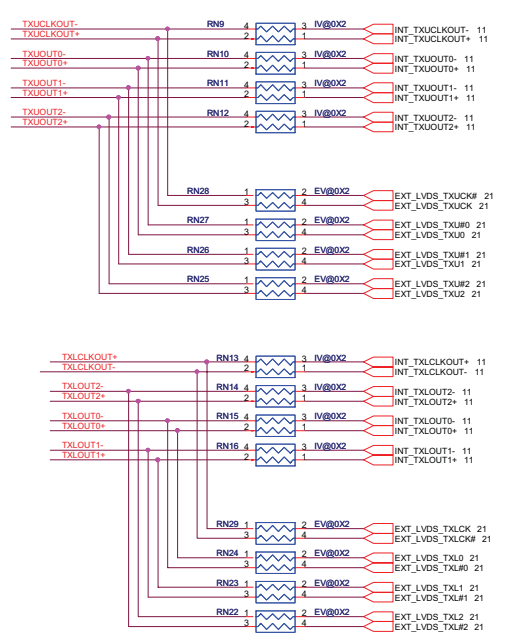 TXUCLKOUT- RN9 4 3 IV@0X2 INT_TXUCLKOUT- 11
TXUCLKOUT+ 2 1 INT_TXUCLKOUT+ 11
TXUOUT0- RN10 4 3 IV@0X2 INT_TXUOUT0- 11
TXUOUT0+ 2 1 INT_TXUOUT0+ 11
TXUOUT1- RN11 4 3 IV@0X2 INT_TXUOUT1- 11
TXUOUT1+ 2 1 INT_TXUOUT1+ 11
TXUOUT2- RN12 4 3 IV@0X2 INT_TXUOUT2- 11
TXUOUT2+ 2 1 INT_TXUOUT2+ 11
RN28 1 2 EV@0X2 EXT_LVDS_TXUCK# 21
3 4 EXT_LVDS_TXUCK 21
RN27 1 2 EV@0X2 EXT_LVDS_TXU#0 21
3 4 EXT_LVDS_TXU0 21
RN26 1 2 EV@0X2 EXT_LVDS_TXU#1 21
3 4 EXT_LVDS_TXU1 21
RN25 1 2 EV@0X2 EXT_LVDS_TXU#2 21
3 4 EXT_LVDS_TXU2 21
TXLCLKOUT+ RN13 4 3 IV@0X2 INT_TXLCLKOUT+ 11
TXLCLKOUT- 2 1 INT_TXLCLKOUT- 11
TXLOUT2- RN14 4 3 IV@0X2 INT_TXLOUT2- 11
TXLOUT2+ 2 1 INT_TXLOUT2+ 11
TXLOUT0- RN15 4 3 IV@0X2 INT_TXLOUT0- 11
TXLOUT0+ 2 1 INT_TXLOUT0+ 11
TXLOUT1- RN16 4 3 IV@0X2 INT_TXLOUT1- 11
TXLOUT1+ 2 1 INT_TXLOUT1+ 11
RN29 1 2 EV@0X2 EXT_LVDS_TXLCK 21
3 4 EXT_LVDS_TXLCK# 21
RN24 1 2 EV@0X2 EXT_LVDS_TXL0 21
3 4 EXT_LVDS_TXL#0 21
RN23 1 2 EV@0X2 EXT_LVDS_TXL1 21
3 4 EXT_LVDS_TXL#1 21
RN22 1 2 EV@0X2 EXT_LVDS_TXL2 21
3 4 EXT_LVDS_TXL#2 21